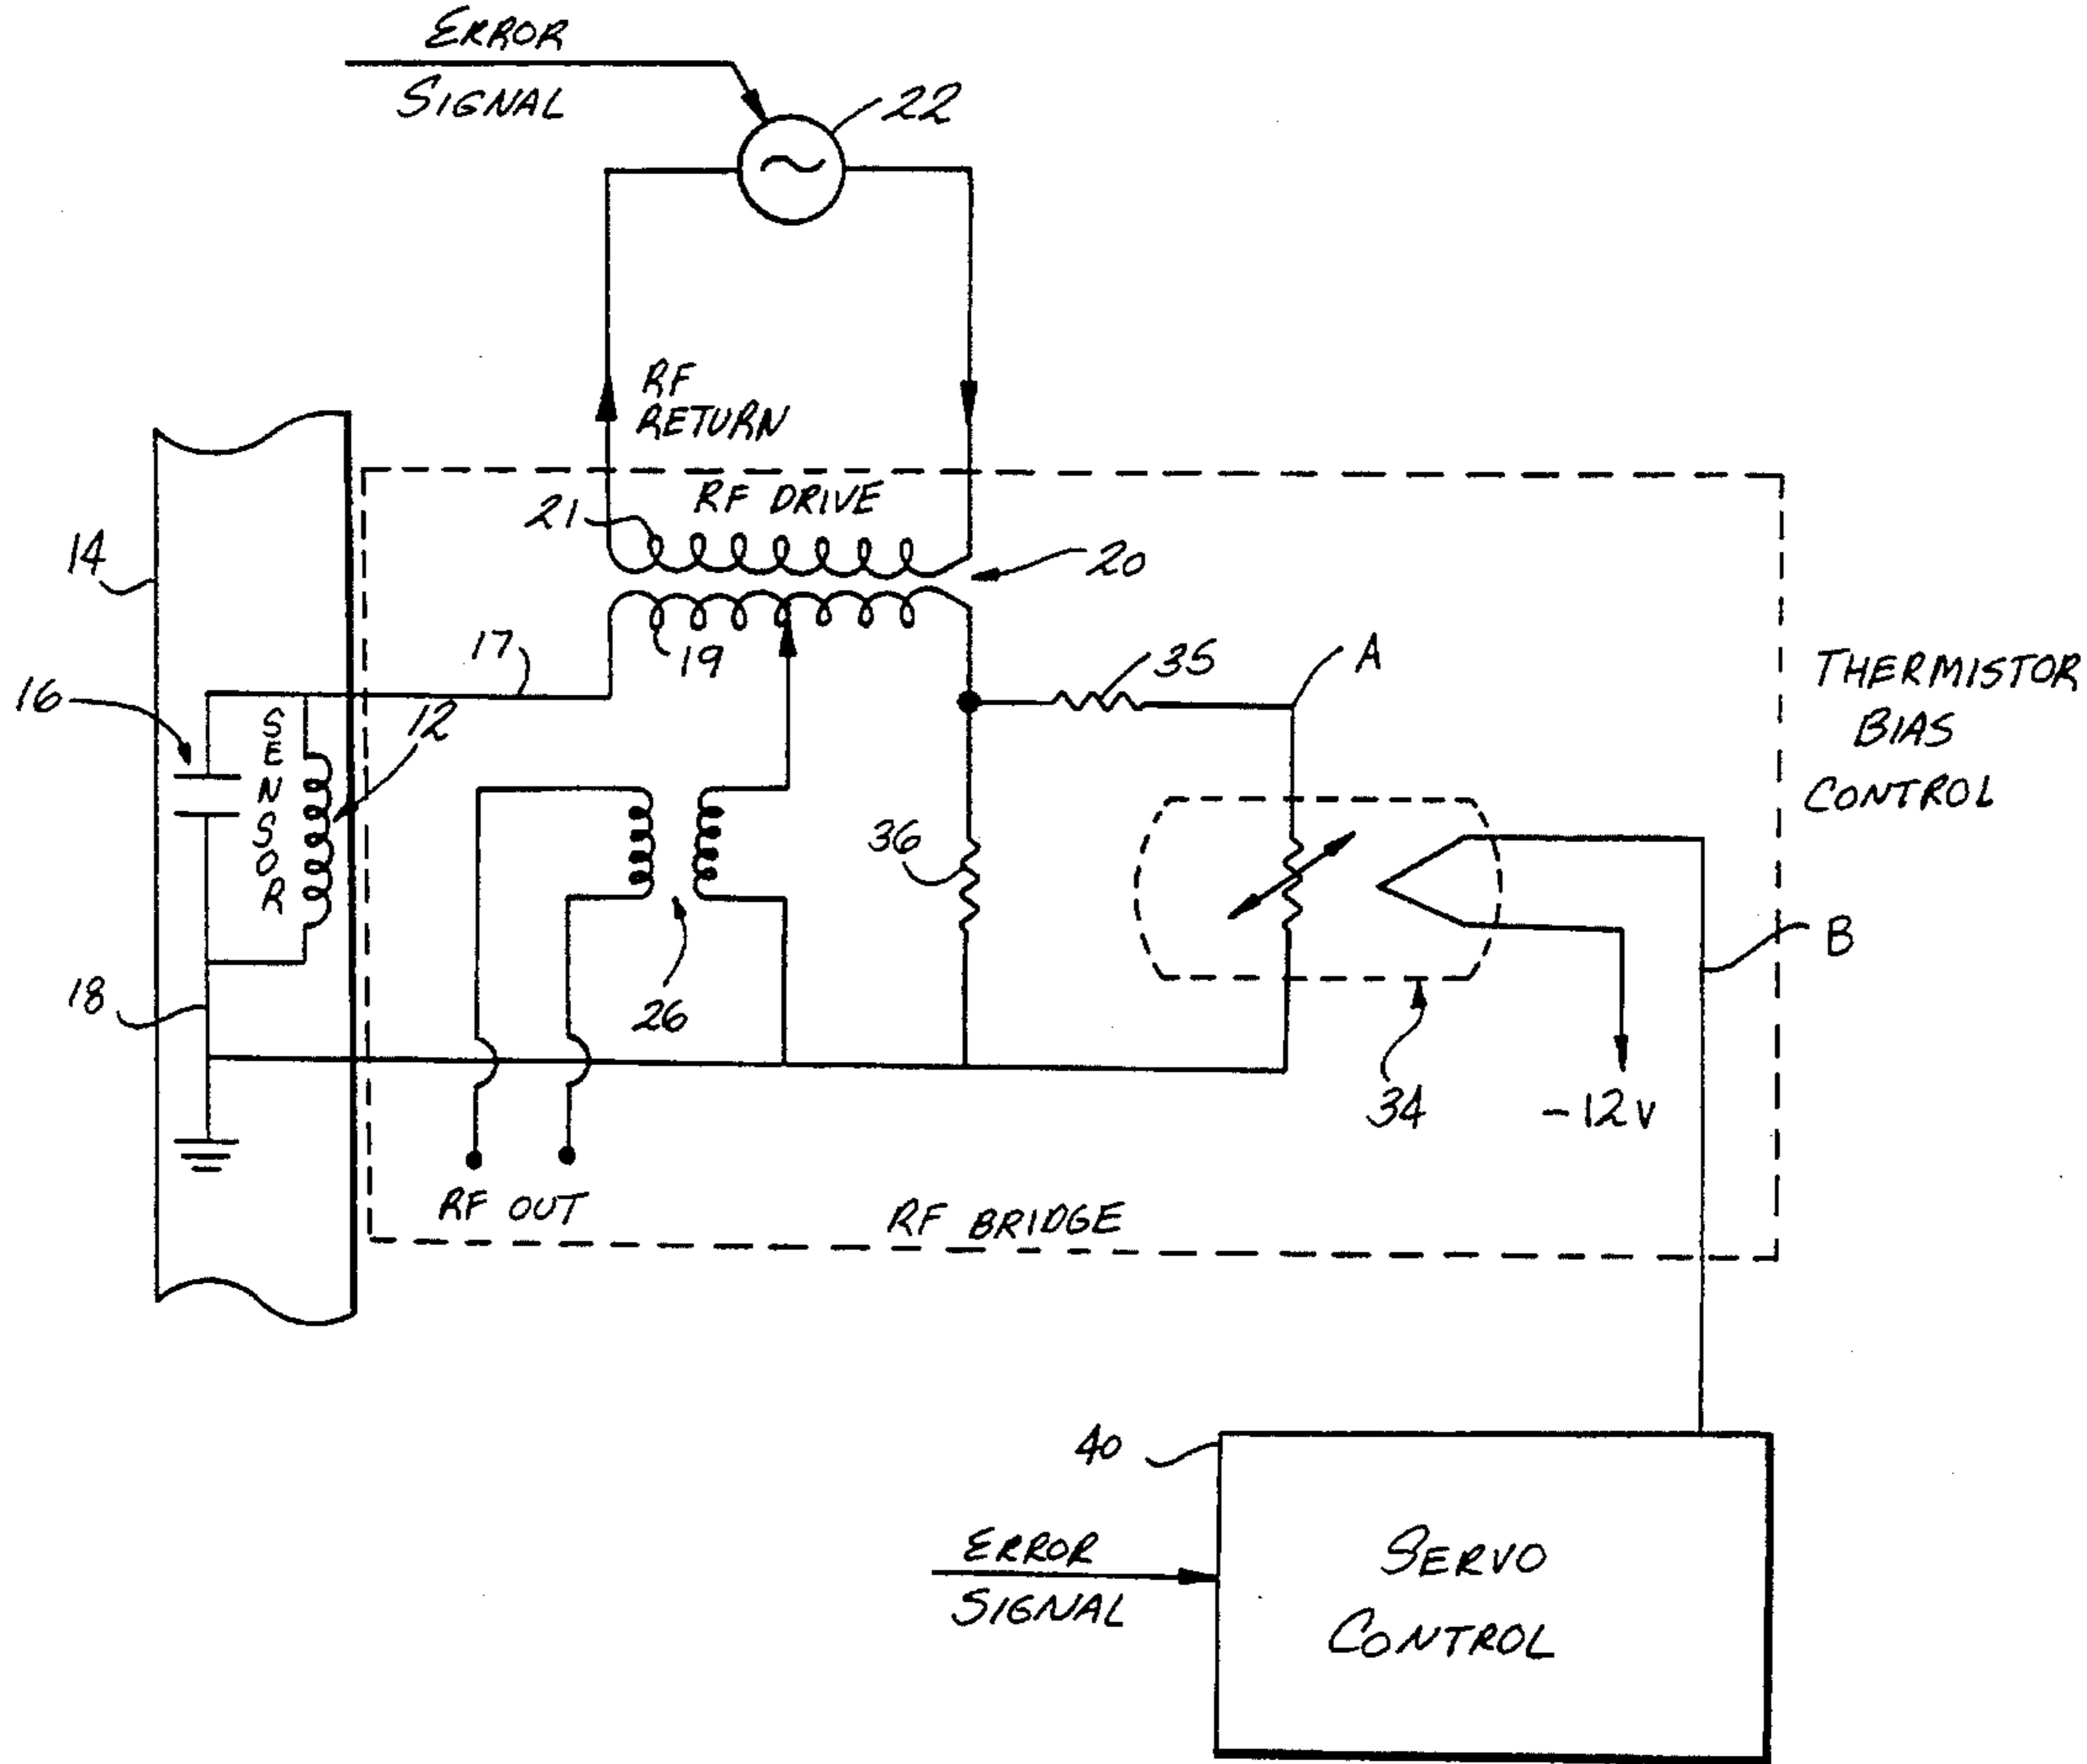 ERROR
SIGNAL
22
RF
RETURN
RF DRIVE
21
20
14
19
17
35
A
THERMISTOR
BIAS
CONTROL
16
SENSOR
12
36
B
18
26
34
-12V
RF OUT
RF BRIDGE
40
ERROR
SIGNAL
SERVO
CONTROL